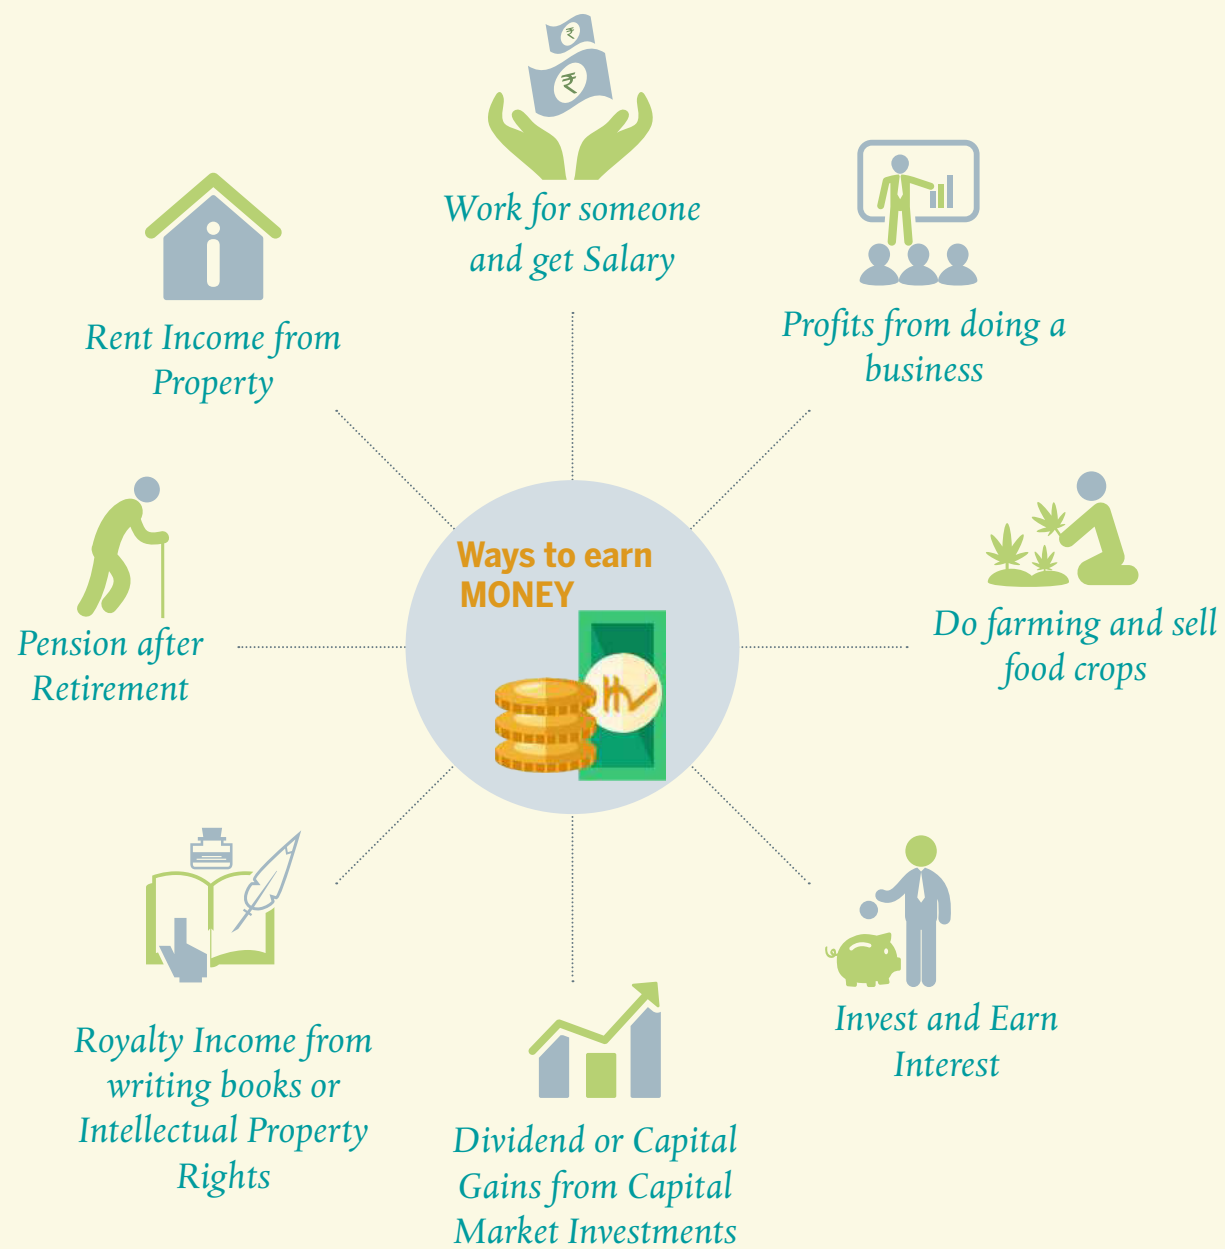 ₹
₹
Work for someone
and get Salary
Profits from doing a
business
Rent Income from
Property
Ways to earn
MONEY
₹
Do farming and sell
food crops
Pension after
Retirement
Invest and Earn
Interest
Royalty Income from
writing books or
Intellectual Property
Rights
Dividend or Capital
Gains from Capital
Market Investments